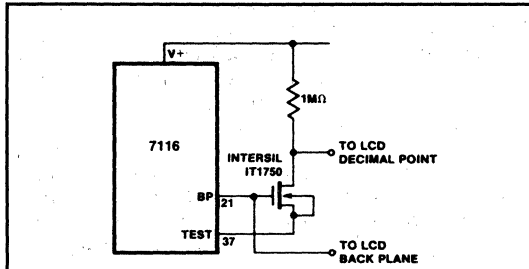 V+
1MΩ
7116
INTERSIL
IT1750
TO LCD
DECIMAL POINT
BP
21
TEST
37
TO LCD
BACK PLANE